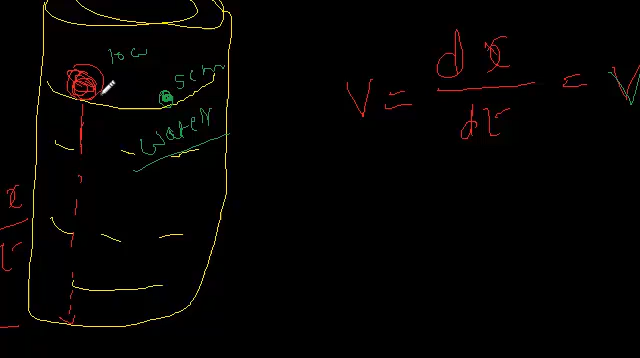 10cm
5cm
water
V = dx/dt = V
x
t